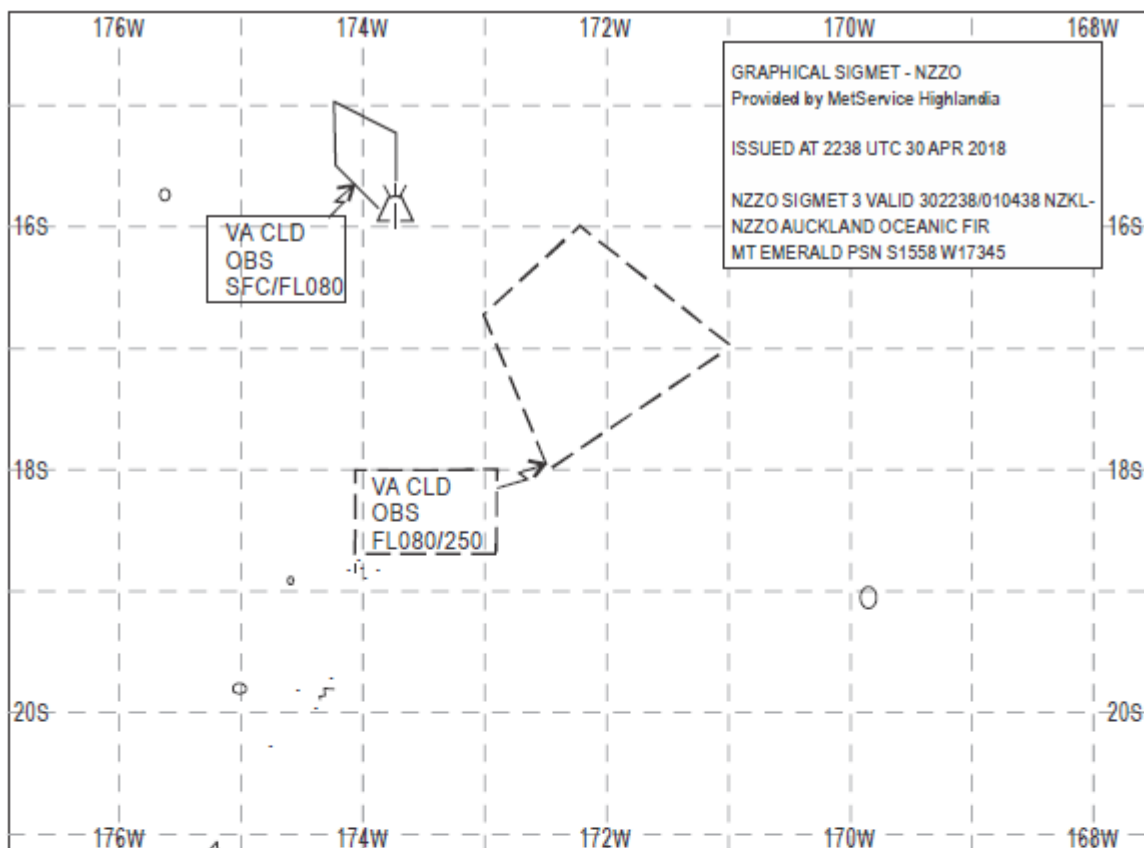 176W 174W 172W 170W 168W
GRAPHICAL SIGMET - NZZO
Provided by MetService Highlandia
ISSUED AT 2238 UTC 30 APR 2018
NZZO SIGMET 3 VALID 302238/010438 NZKL-
NZZO AUCKLAND OCEANIC FIR
MT EMERALD PSN S1558 W17345
16S 16S
VA CLD
OBS
SFC/FL080
18S 18S
VA CLD
OBS
FL080/250
20S 20S
176W 174W 172W 170W 168W